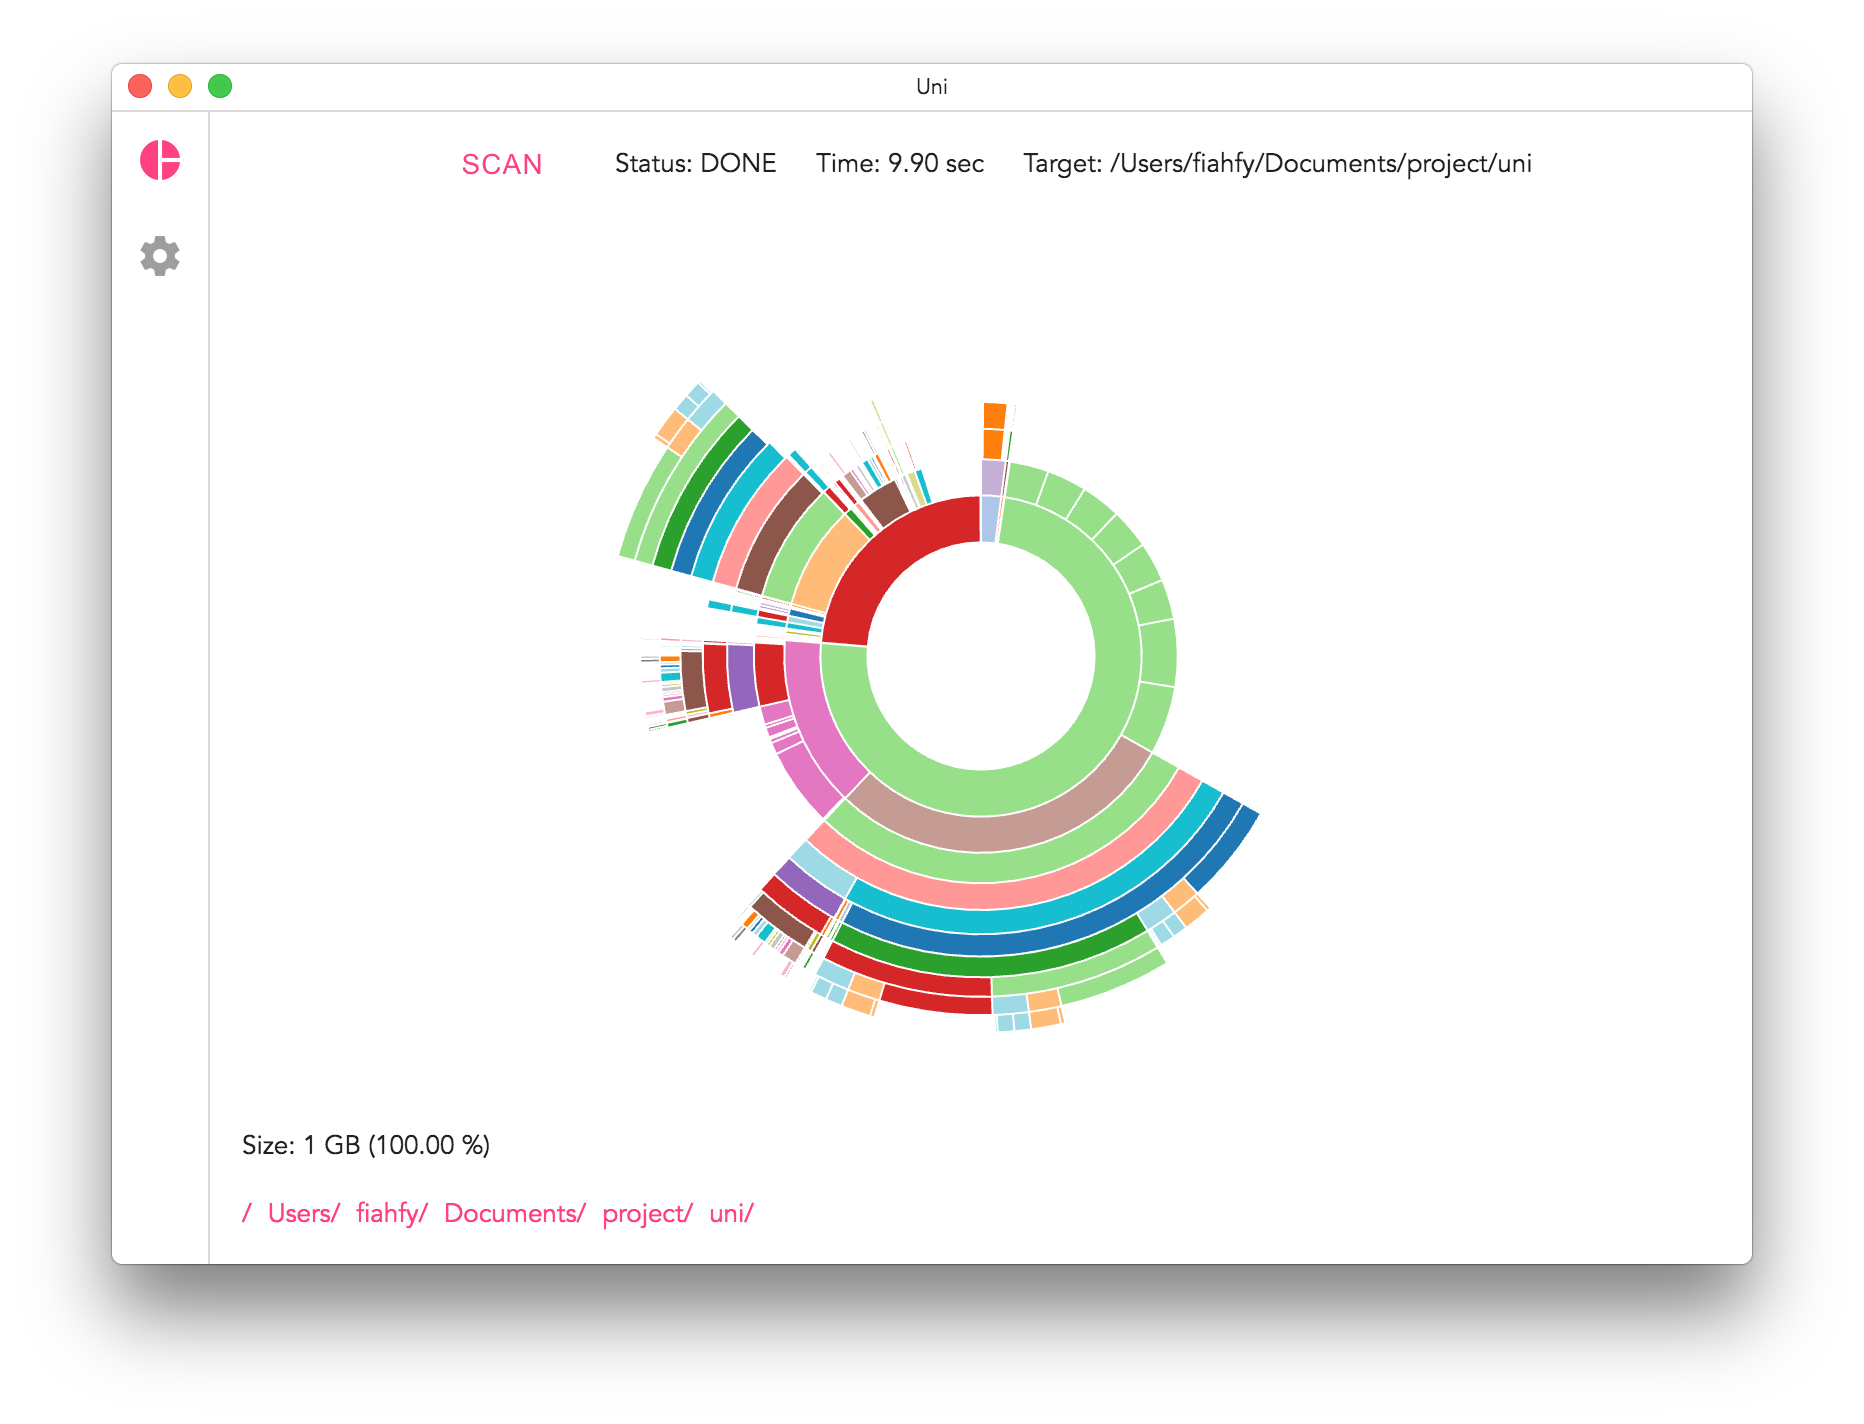 Uni
SCAN Status: DONE Time: 9.90 sec Target: /Users/fiahfy/Documents/project/uni
Size: 1 GB (100.00 %)
/ Users/ fiahfy/ Documents/ project/ uni/